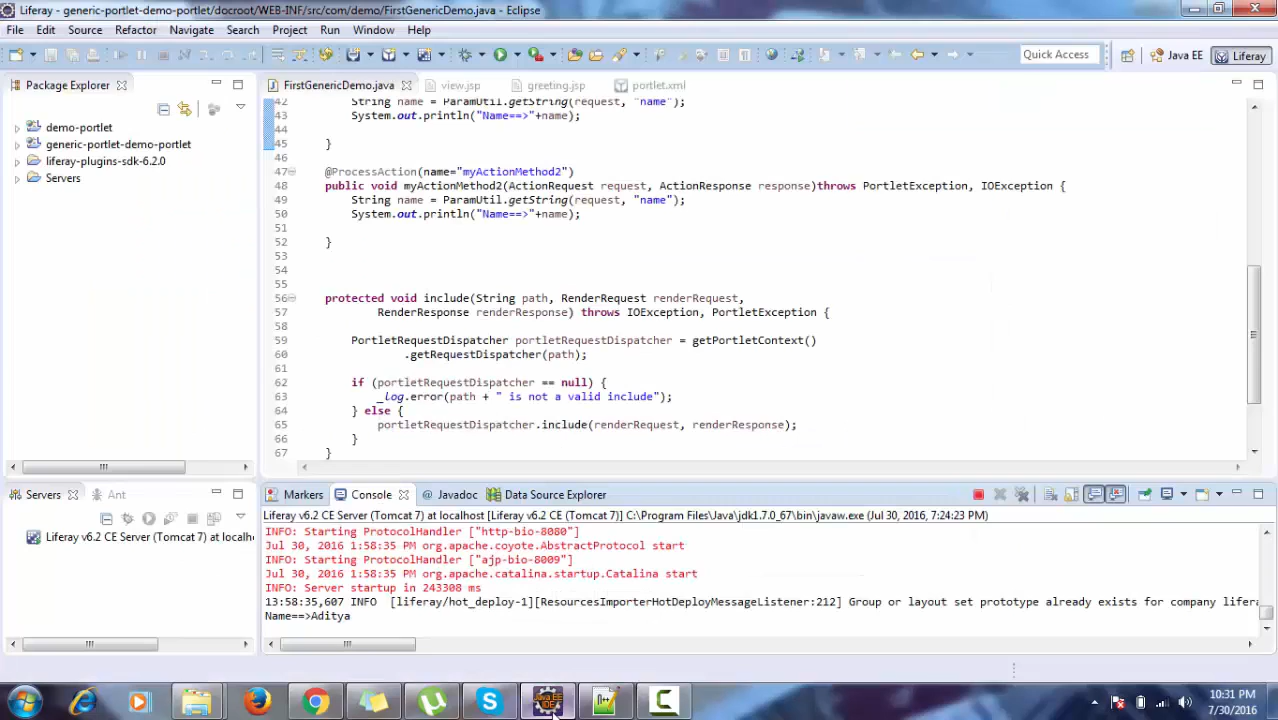 Liferay - generic-portlet-demo-portlet/docroot/WEB-INF/src/com/demo/FirstGenericDemo.java - Eclipse
File Edit Source Refactor Navigate Search Project Run Window Help
Quick Access
Java EE
Liferay
Package Explorer
FirstGenericDemo.java
view.jsp
greeting.jsp
portlet.xml
demo-portlet
generic-portlet-demo-portlet
liferay-plugins-sdk-6.2.0
Servers
42 String name = ParamUtil.getString(request, "name");
43 System.out.println("Name==>"+name);
44
45 }
46
47 @ProcessAction(name="myActionMethod2")
48 public void myActionMethod2(ActionRequest request, ActionResponse response)throws PortletException, IOException {
49 String name = ParamUtil.getString(request, "name");
50 System.out.println("Name==>"+name);
51
52 }
53
54
55
56 protected void include(String path, RenderRequest renderRequest,
57 RenderResponse renderResponse) throws IOException, PortletException {
58
59 PortletRequestDispatcher portletRequestDispatcher = getPortletContext()
60 .getRequestDispatcher(path);
61
62 if (portletRequestDispatcher == null) {
63 _log.error(path + " is not a valid include");
64 } else {
65 portletRequestDispatcher.include(renderRequest, renderResponse);
66 }
67 }
Servers
Ant
Liferay v6.2 CE Server (Tomcat 7) at localh
Markers
Console
@ Javadoc
Data Source Explorer
Liferay v6.2 CE Server (Tomcat 7) at localhost [Liferay v6.2 CE (Tomcat 7)] C:\Program Files\Java\jdk1.7.0_67\bin\javaw.exe (Jul 30, 2016, 7:24:23 PM)
INFO: Starting ProtocolHandler ["http-bio-8080"]
Jul 30, 2016 1:58:35 PM org.apache.coyote.AbstractProtocol start
INFO: Starting ProtocolHandler ["ajp-bio-8009"]
Jul 30, 2016 1:58:35 PM org.apache.catalina.startup.Catalina start
INFO: Server startup in 243308 ms
13:58:35,607 INFO [liferay/hot_deploy-1][ResourcesImporterHotDeployMessageListener:212] Group or layout set prototype already exists for company lifera
Name==>Aditya
Java EE
IDE
10:31 PM
7/30/2016